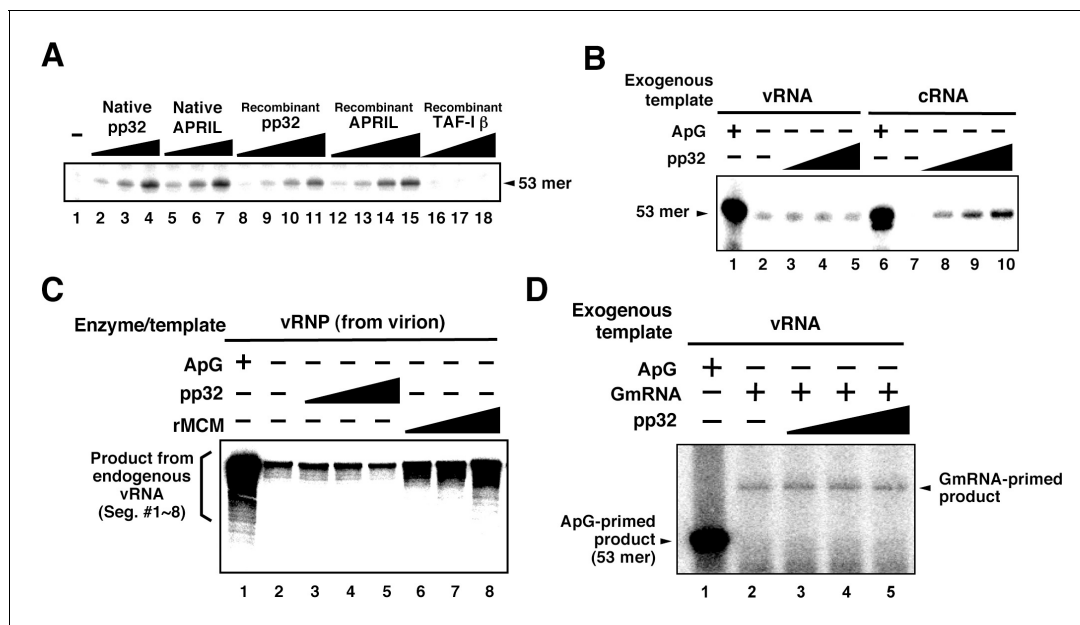 A
Native
pp32
Native
APRIL
Recombinant
pp32
Recombinant
APRIL
Recombinant
TAF-I β
–
53 mer
1 2 3 4 5 6 7 8 9 10 11 12 13 14 15 16 17 18
B
Exogenous
template
vRNA cRNA
ApG + – – – – + – – – –
pp32 – – – –
53 mer
1 2 3 4 5 6 7 8 9 10
C
Enzyme/template vRNP (from virion)
ApG + – – – – – – –
pp32 – – – – –
rMCM – – – – –
Product from
endogenous
vRNA
(Seg. #1~8)
1 2 3 4 5 6 7 8
D
Exogenous
template
vRNA
ApG + – – – –
GmRNA – + + + +
pp32 – –
GmRNA-primed
product
ApG-primed
product
(53 mer)
1 2 3 4 5